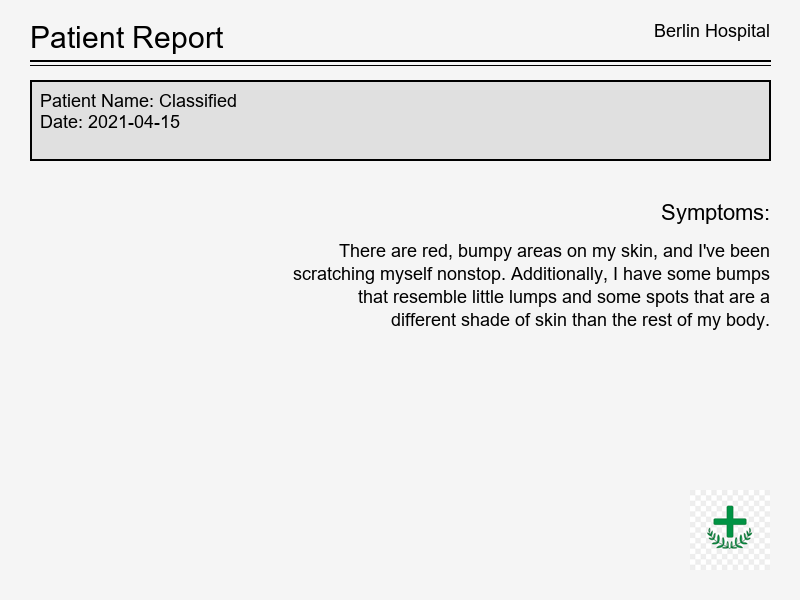 Patient Report
Berlin Hospital
Patient Name: Classified
Date: 2021-04-15
Symptoms:
There are red, bumpy areas on my skin, and I've been
scratching myself nonstop. Additionally, I have some bumps
that resemble little lumps and some spots that are a
different shade of skin than the rest of my body.